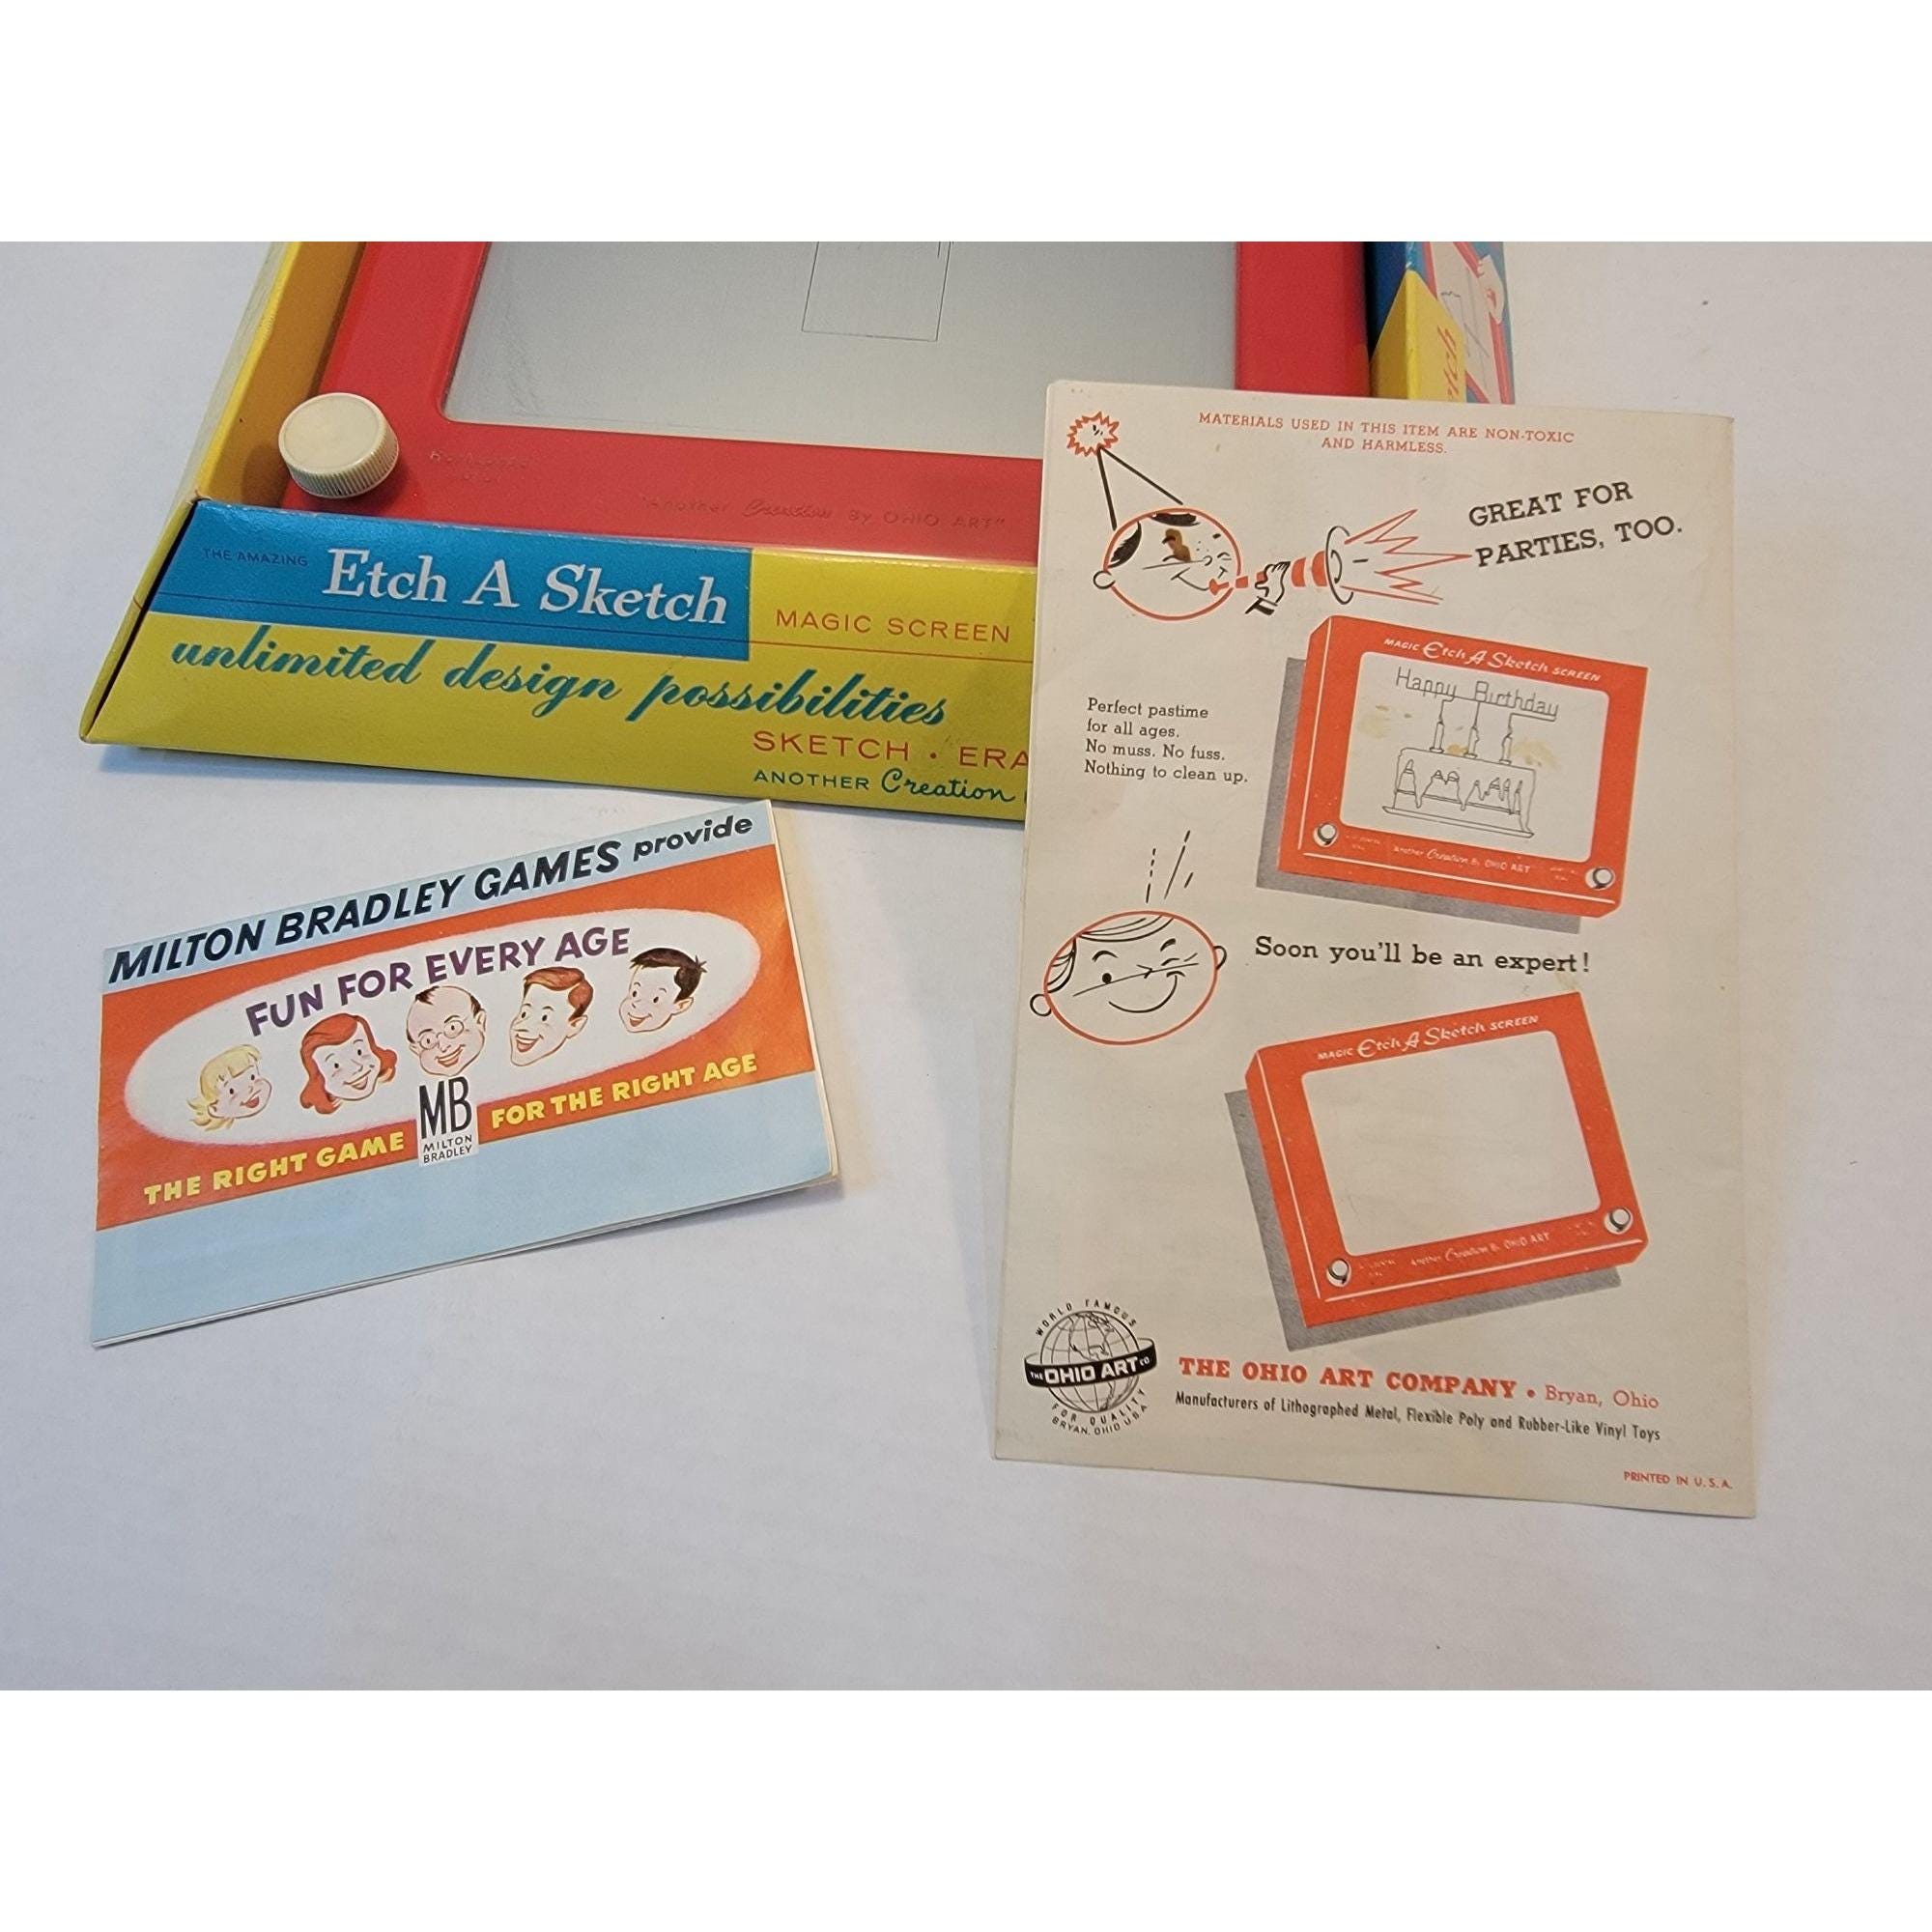 Horizontal
Dial
"Another Creation By OHIO ART"
THE AMAZING Etch A Sketch MAGIC SCREEN
unlimited design possibilities
SKETCH •
ANOTHER Creation
MILTON BRADLEY GAMES provide
FUN FOR EVERY AGE
THE RIGHT GAME MB FOR THE RIGHT AGE
MILTON
BRADLEY
MATERIALS USED IN THIS ITEM ARE NON-TOXIC
AND HARMLESS.
GREAT FOR
PARTIES, TOO.
MAGIC Etch A Sketch SCREEN
Happy Birthday
Another Creation By OHIO ART
Perfect pastime
for all ages.
No muss. No fuss.
Nothing to clean up.
Soon you'll be an expert!
MAGIC Etch A Sketch SCREEN
Another Creation By OHIO ART
WORLD FAMOUS
THE OHIO ART CO.
FOR QUALITY
BRYAN, OHIO U.S.A.
THE OHIO ART COMPANY • Bryan, Ohio
Manufacturers of Lithographed Metal, Flexible Poly and Rubber-Like Vinyl Toys
PRINTED IN U.S.A.